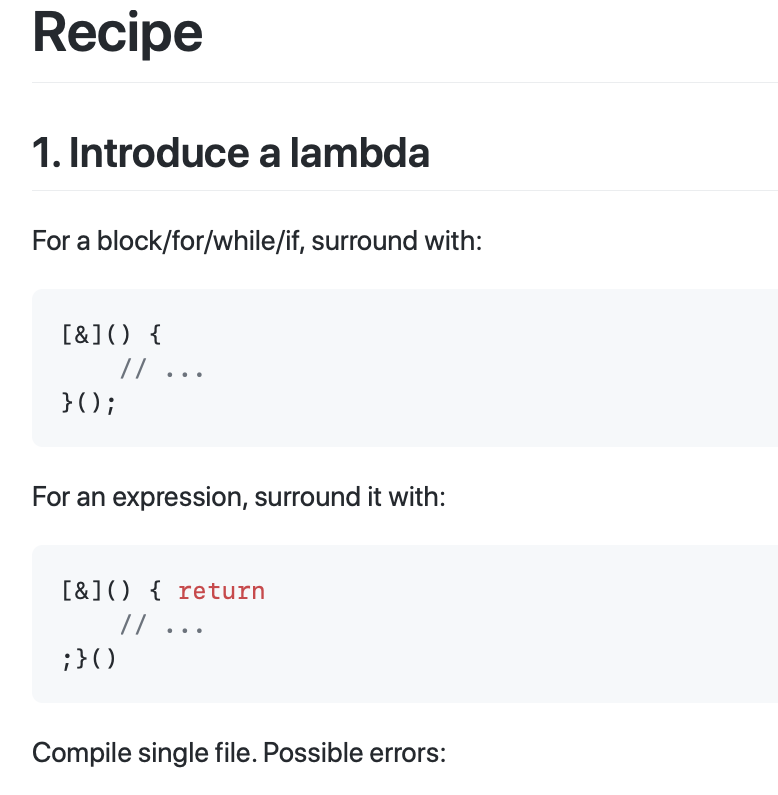 Recipe
1. Introduce a lambda
For a block/for/while/if, surround with:
[&]() {
    // ...
}();
For an expression, surround it with:
[&]() { return
    // ...
;}()
Compile single file. Possible errors: